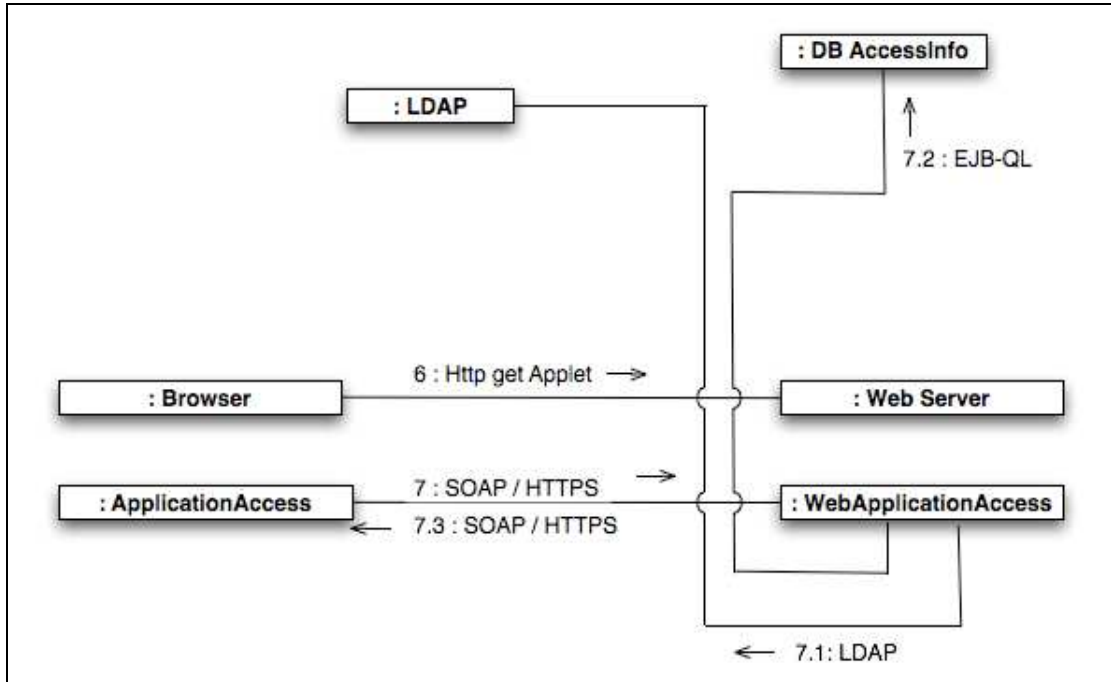 : DB AccessInfo
: LDAP
7.2 : EJB-QL
6 : Http get Applet
: Browser
: Web Server
7 : SOAP / HTTPS
: ApplicationAccess
: WebApplicationAccess
7.3 : SOAP / HTTPS
7.1: LDAP